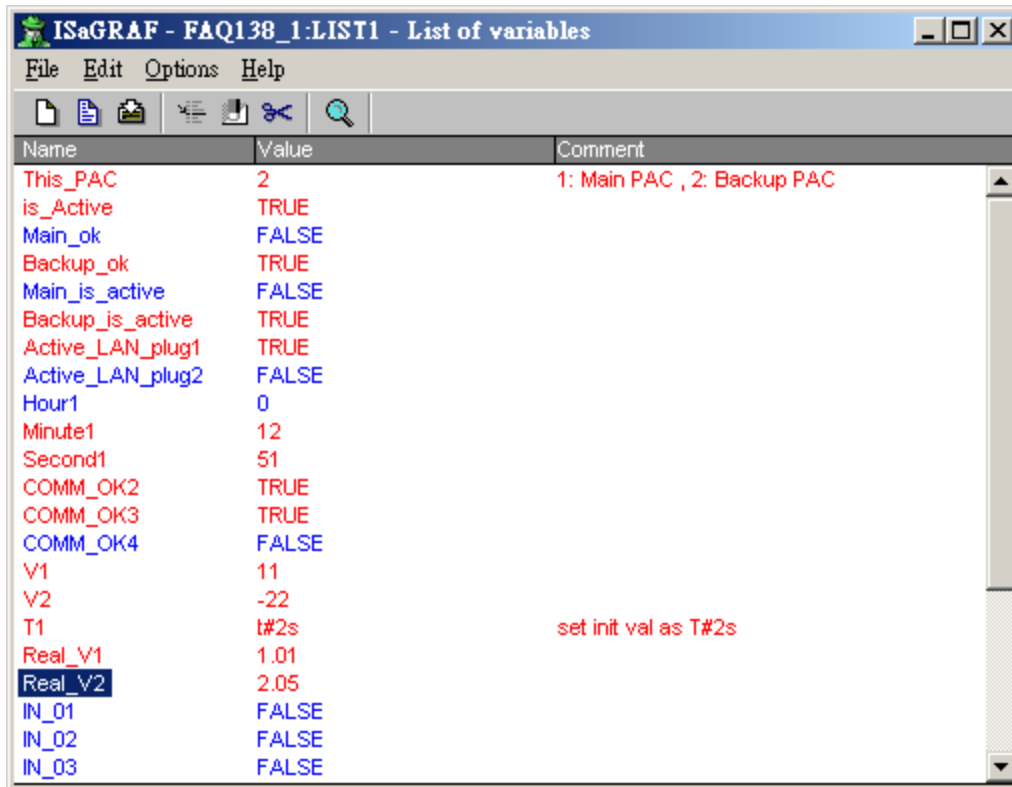 ISaGRAF - FAQ138_1:LIST1 - List of variables
File Edit Options Help
Name Value Comment
This_PAC 2 1: Main PAC , 2: Backup PAC
is_Active TRUE
Main_ok FALSE
Backup_ok TRUE
Main_is_active FALSE
Backup_is_active TRUE
Active_LAN_plug1 TRUE
Active_LAN_plug2 FALSE
Hour1 0
Minute1 12
Second1 51
COMM_OK2 TRUE
COMM_OK3 TRUE
COMM_OK4 FALSE
V1 11
V2 -22
T1 t#2s set init val as T#2s
Real_V1 1.01
Real_V2 2.05
IN_01 FALSE
IN_02 FALSE
IN_03 FALSE